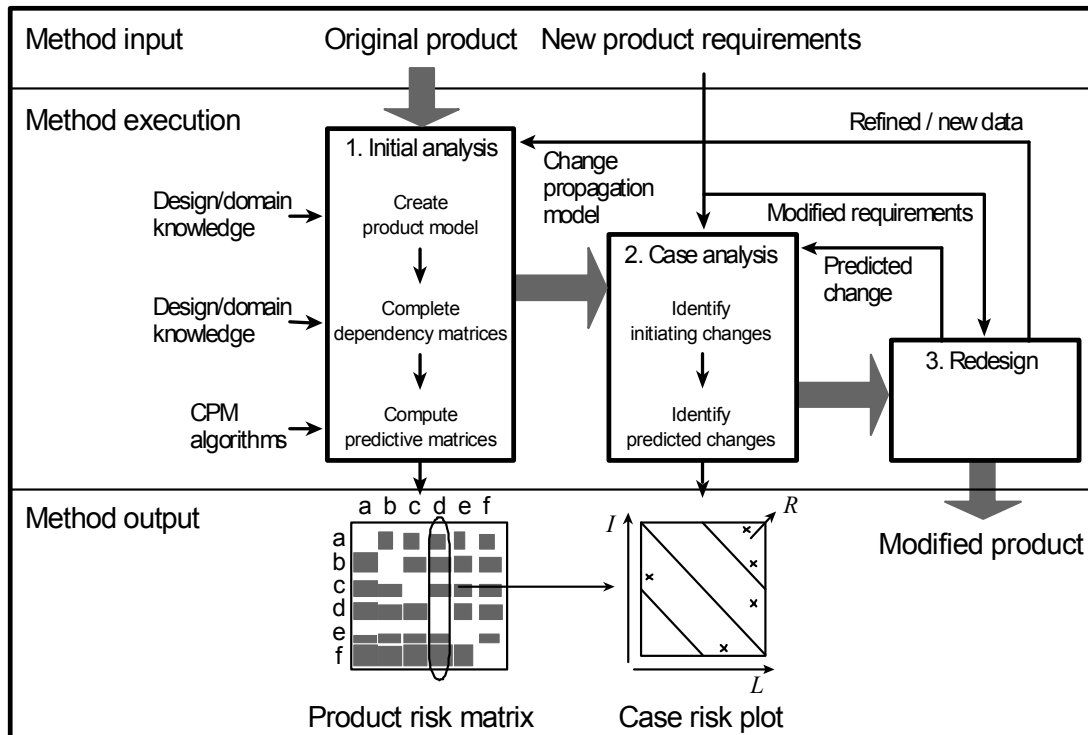 Method input
Original product
New product requirements
Method execution
Refined / new data
1. Initial analysis
Change
propagation
model
Design/domain
knowledge
Create
product model
Modified requirements
2. Case analysis
Predicted
change
Design/domain
knowledge
Complete
dependency matrices
Identify
initiating changes
3. Redesign
CPM
algorithms
Compute
predictive matrices
Identify
predicted changes
Method output
a b c d e f
a
b
c
d
e
f
I
R
L
Modified product
Product risk matrix
Case risk plot